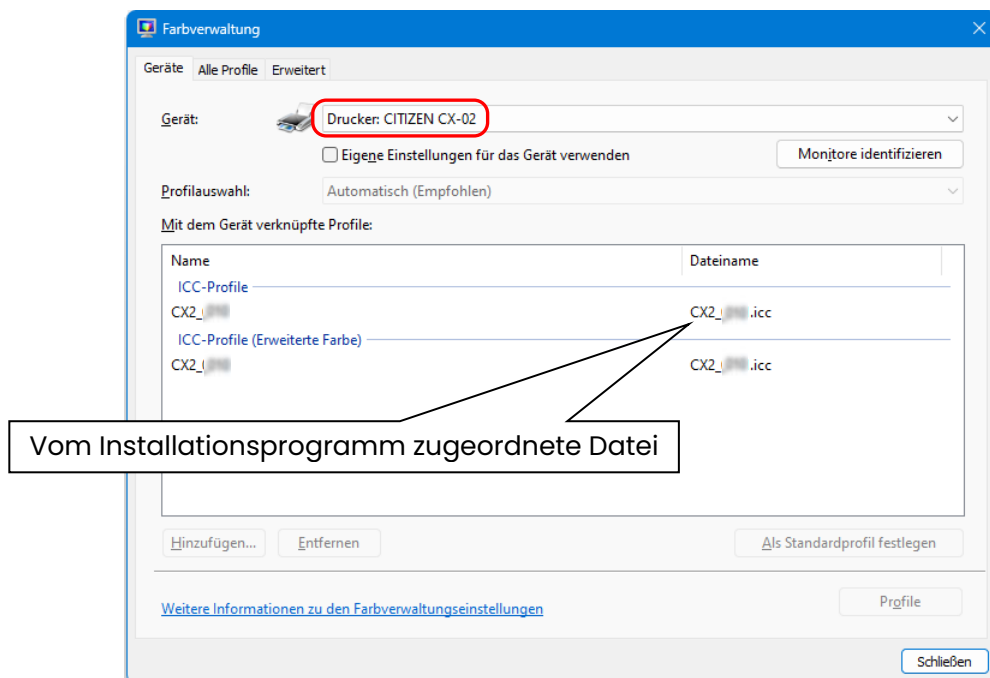 Farbverwaltung
Geräte Alle Profile Erweitert
Gerät: Drucker: CITIZEN CX-02
Eigene Einstellungen für das Gerät verwenden Monitore identifizieren
Profilauswahl: Automatisch (Empfohlen)
Mit dem Gerät verknüpfte Profile:
Name Dateiname
ICC-Profile
CX2_ CX2_ .icc
ICC-Profile (Erweiterte Farbe)
CX2_ CX2_ .icc
Vom Installationsprogramm zugeordnete Datei
Hinzufügen... Entfernen Als Standardprofil festlegen
Weitere Informationen zu den Farbverwaltungseinstellungen Profile
Schließen